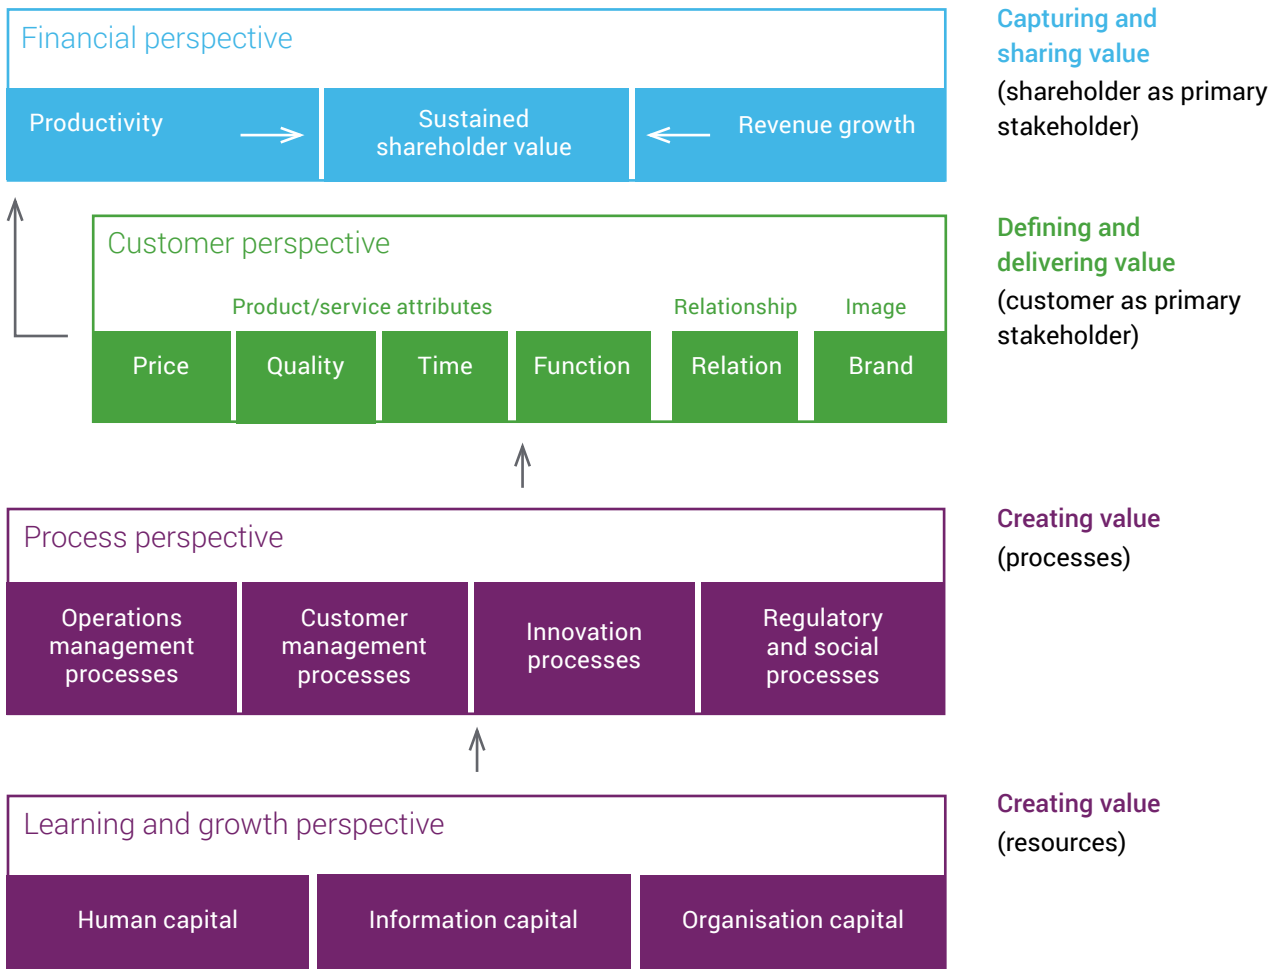 Financial perspective
Productivity
Sustained
shareholder value
Revenue growth
Capturing and
sharing value
(shareholder as primary
stakeholder)
Customer perspective
Product/service attributes
Relationship
Image
Price
Quality
Time
Function
Relation
Brand
Defining and
delivering value
(customer as primary
stakeholder)
Process perspective
Operations
management
processes
Customer
management
processes
Innovation
processes
Regulatory
and social
processes
Creating value
(processes)
Learning and growth perspective
Human capital
Information capital
Organisation capital
Creating value
(resources)